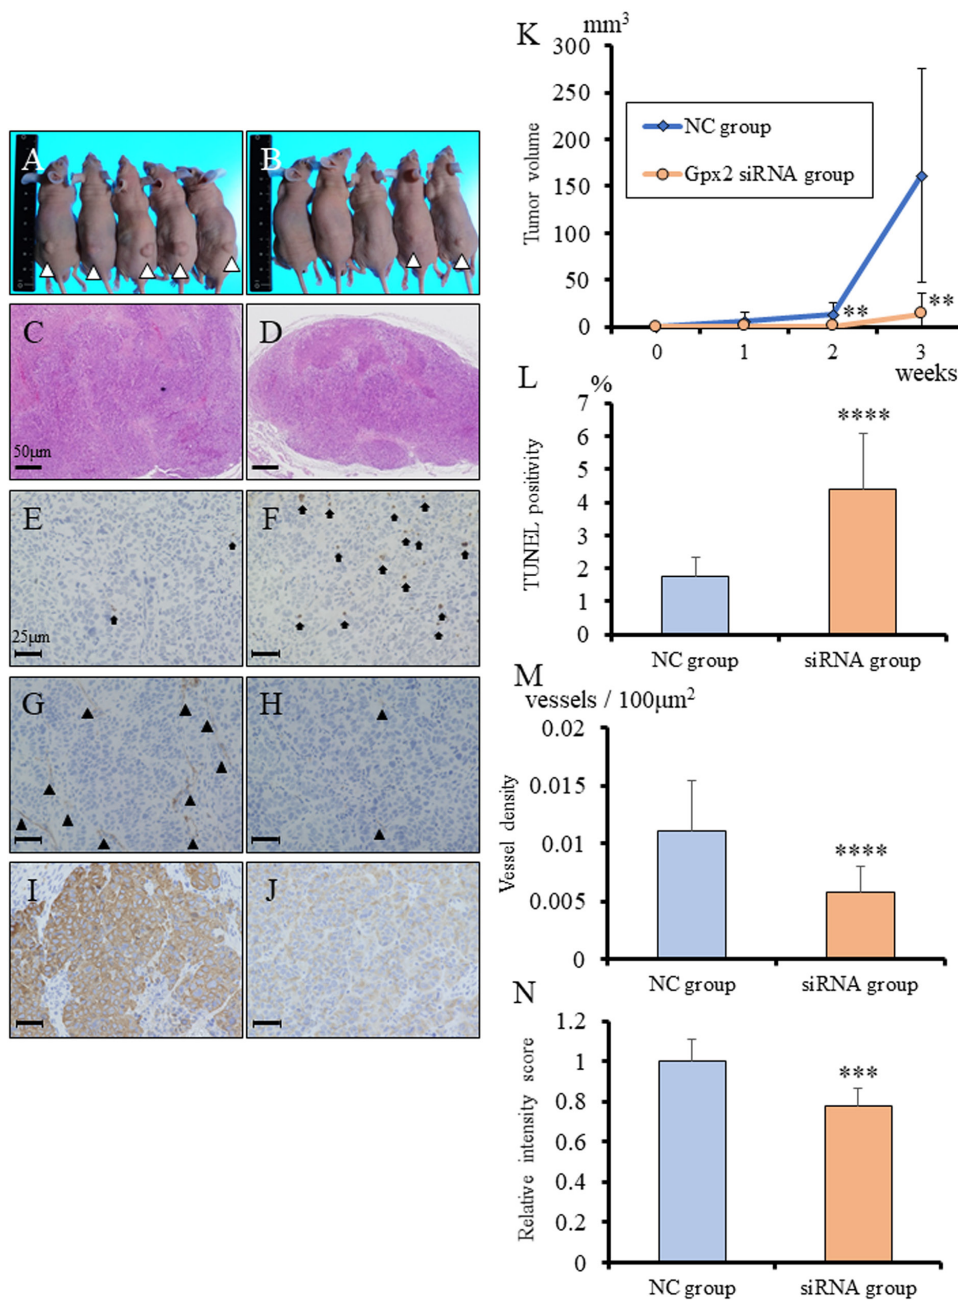 A
B
C
50μm
D
E
25μm
F
G
H
I
J
K
mm³
300
250
200
150
100
50
0
Tumor volume
NC group
Gpx2 siRNA group
**
**
0
1
2
3
weeks
L
%
7
6
5
4
3
2
1
0
TUNEL positivity
****
NC group
siRNA group
M
vessels / 100μm²
0.02
0.015
0.01
0.005
0
Vessel density
****
NC group
siRNA group
N
1.2
1
0.8
0.6
0.4
0.2
0
Relative intensity score
***
NC group
siRNA group